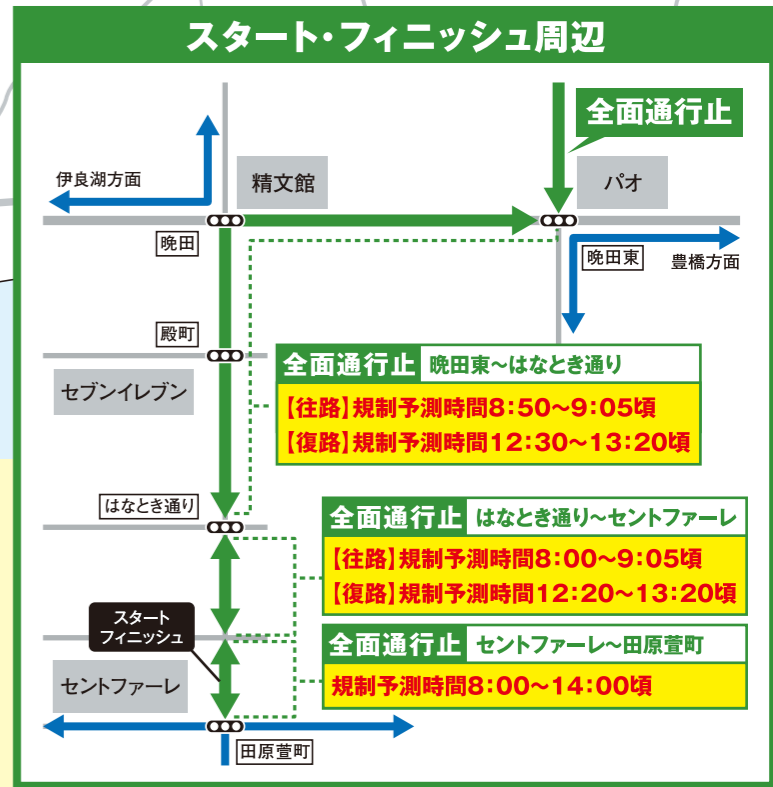 スタート・フィニッシュ周辺
全面通行止
伊良湖方面
精文館
パオ
晩田
晩田東
豊橋方面
殿町
セブンイレブン
全面通行止 晩田東～はなとき通り
【往路】規制予測時間8:50～9:05頃
【復路】規制予測時間12:30～13:20頃
はなとき通り
全面通行止 はなとき通り～セントファーレ
【往路】規制予測時間8:00～9:05頃
【復路】規制予測時間12:20～13:20頃
スタート
フィニッシュ
全面通行止 セントファーレ～田原萱町
規制予測時間8:00～14:00頃
セントファーレ
田原萱町